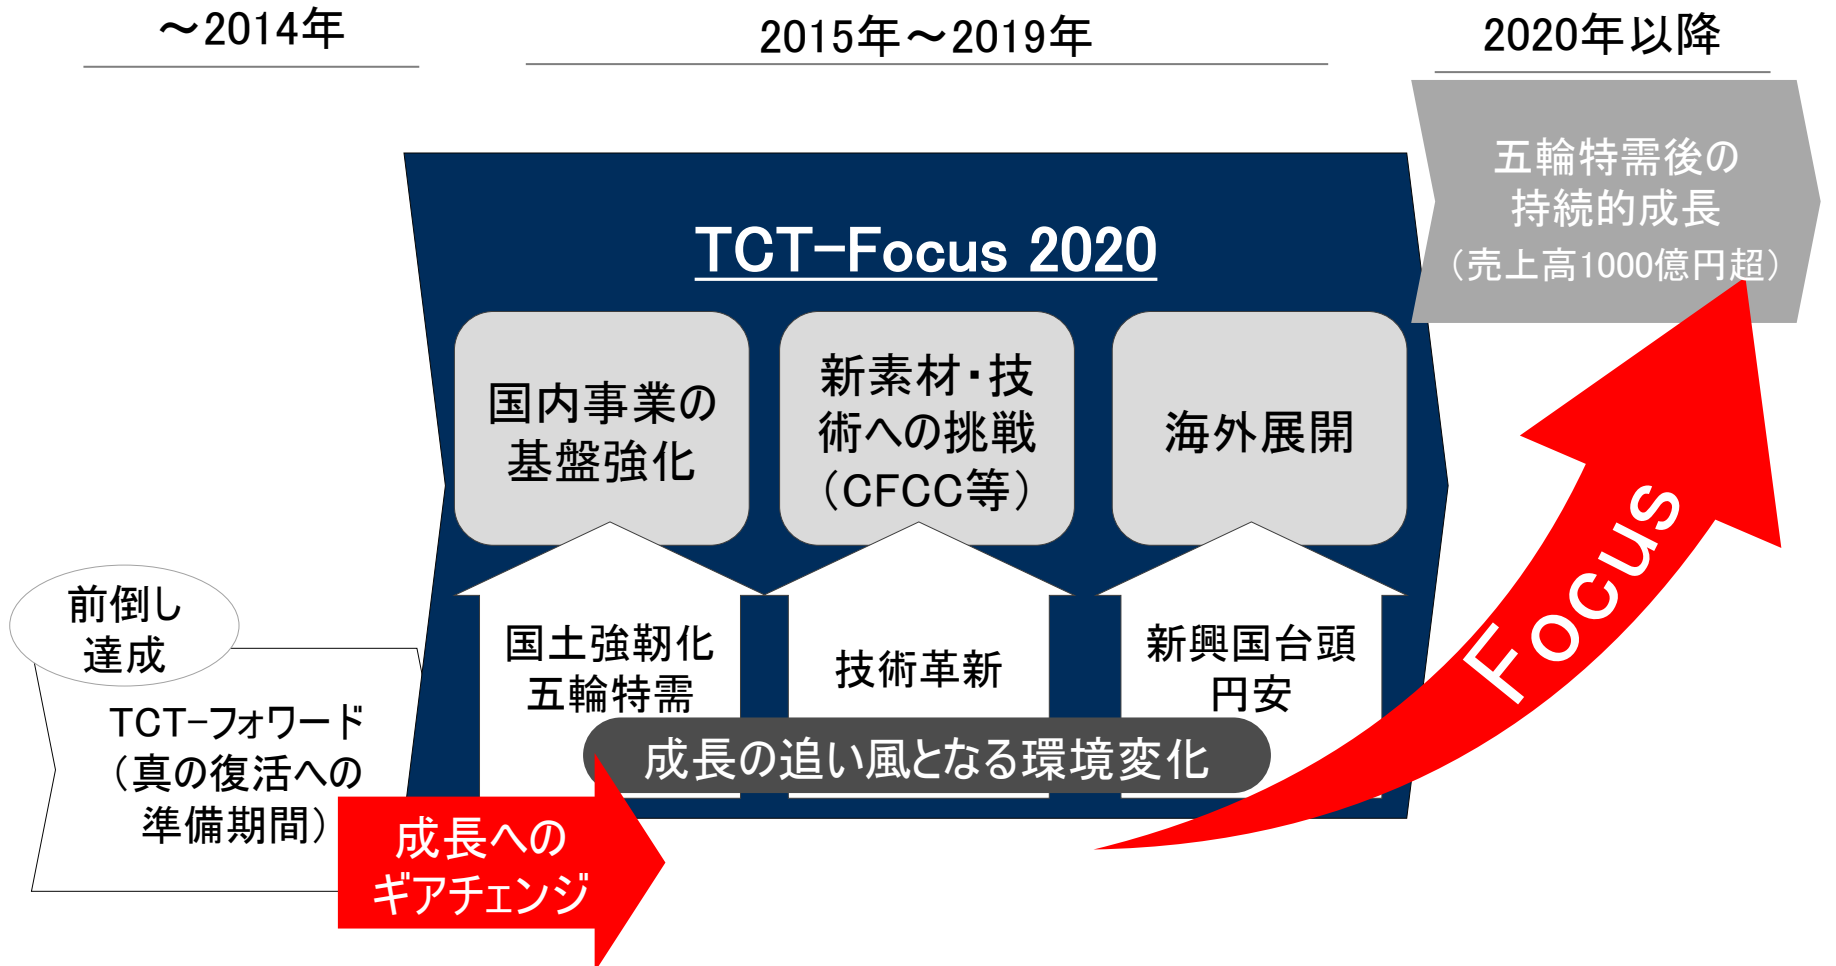 ～2014年
2015年～2019年
2020年以降
五輪特需後の
持続的成長
（売上高1000億円超）
TCT-Focus 2020
国内事業の
基盤強化
新素材・技
術への挑戦
（CFCC等）
海外展開
国土強靭化
五輪特需
技術革新
新興国台頭
円安
成長の追い風となる環境変化
前倒し
達成
TCT-フォワード
（真の復活への
準備期間）
成長への
ギアチェンジ
Focus